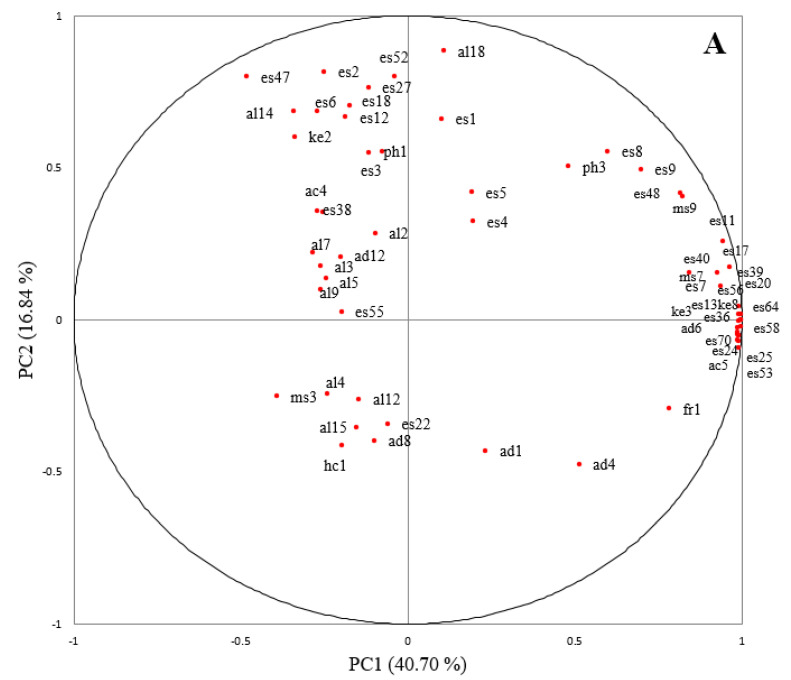 1
A
es52
al18
es47
es2
es27
es6
es18
al14
es12
es1
ke2
ph1
es8
0.5
es3
ph3
es9
ac4
es5
es48
es38
ms9
es4
es11
al2
al7
ad12
es17
al3
es40
es39
al5
ms7
es20
al9
es7
es56
es55
es13
ke8
es64
ke3
es36
0
ad6
es58
es70
es24
es25
ac5
es53
al4
ms3
al12
fr1
al15
es22
ad8
hc1
ad1
ad4
-0.5
-1
-1
-0.5
0
0.5
1
PC1 (40.70 %)
PC2 (16.84 %)